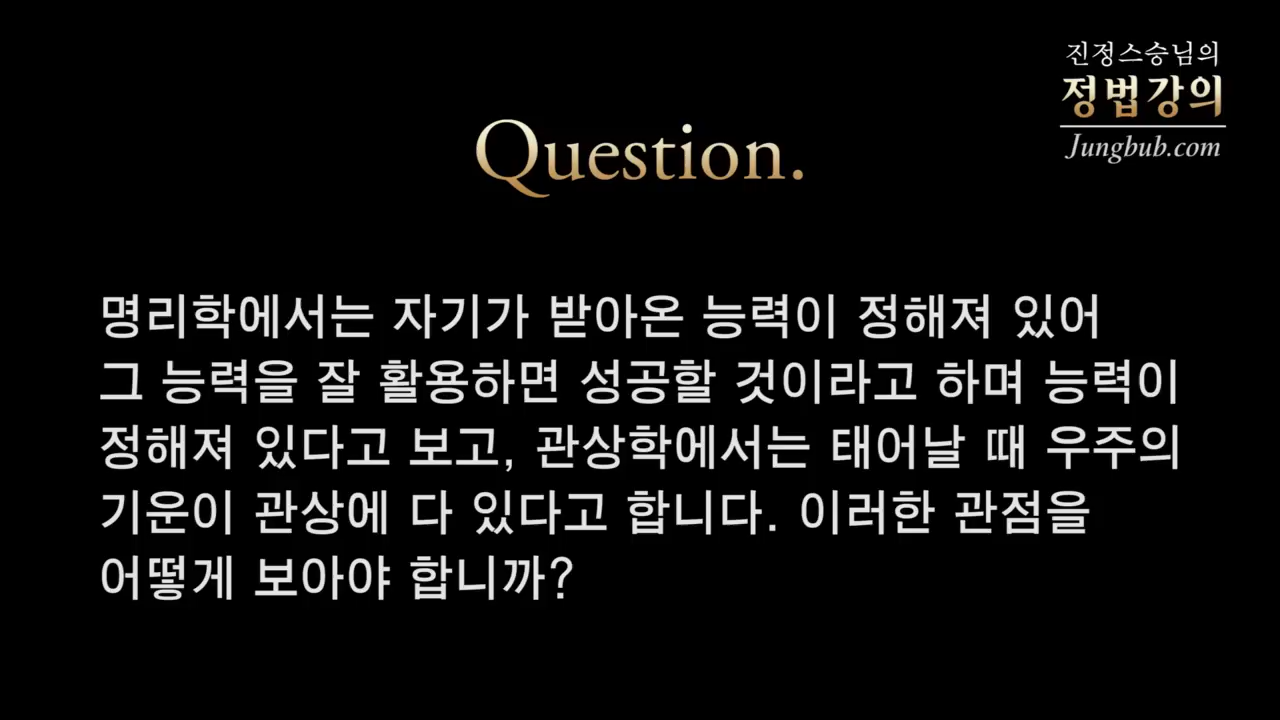 진정스승님의
정법강의
Jungbub.com
Question.
명리학에서는 자기가 받아온 능력이 정해져 있어
그 능력을 잘 활용하면 성공할 것이라고 하며 능력이
정해져 있다고 보고, 관상학에서는 태어날 때 우주의
기운이 관상에 다 있다고 합니다. 이러한 관점을
어떻게 보아야 합니까?